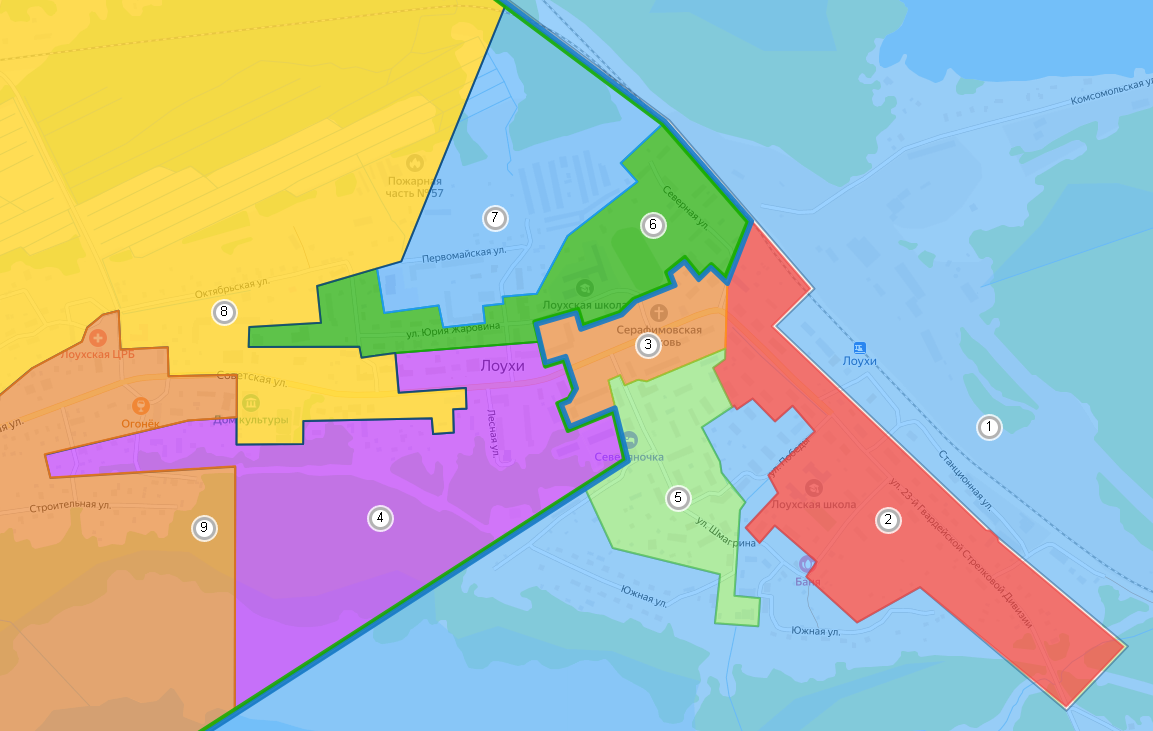 Комсомольская у
Пожарная
часть №57
Северная ул.
7
6
Первомайская ул.
Октябрьская ул.
Лоухская школа
8
Серафимовская
овь
ул. Юрия Жаровина
3
Лоухская ЦРБ
Лоухи
Лоухи
Советская ул.
Огонёк
Дом культуры
ая ул.
Лесная ул.
1
Северяночка
ул. Победы
Станционная ул.
5
Лоухская школа
Строительная ул.
9
4
ул. Шмагрина
2
ул. 23-й Гвардейской Стрелковой Дивизии
Баня
Южная ул.
Южная ул.